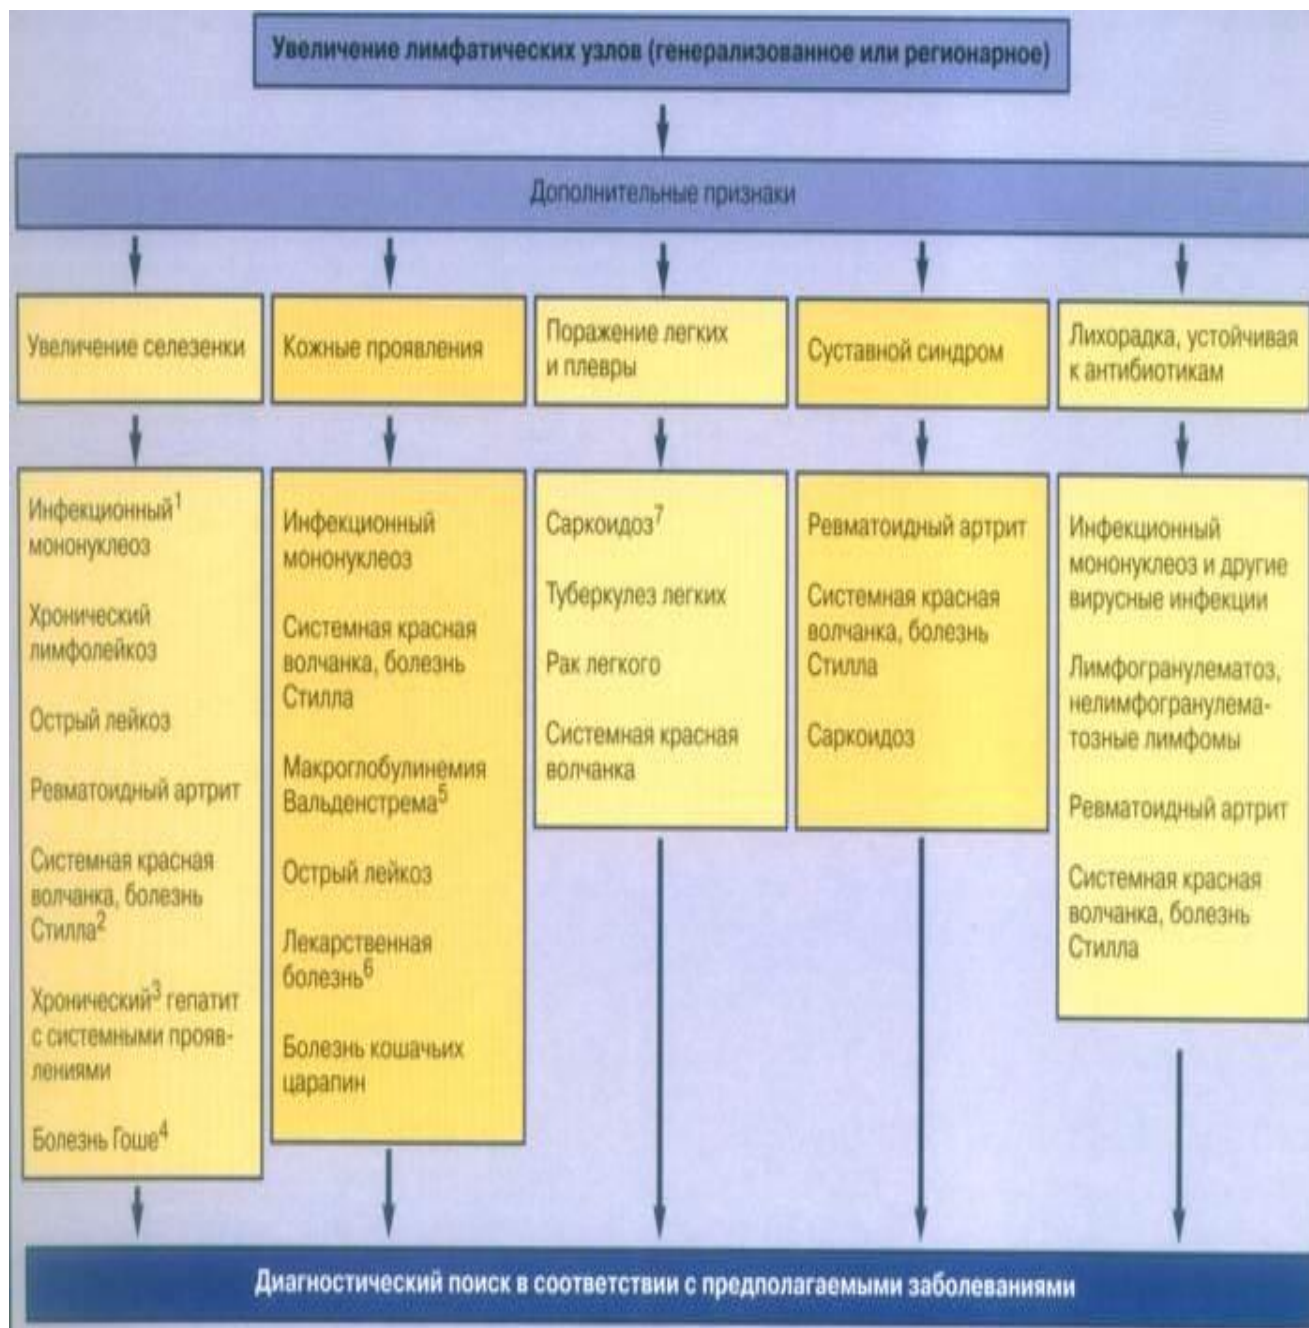 Увеличение лимфатических узлов (генерализованное или регионарное)
Дополнительные признаки
Увеличение селезенки
Кожные проявления
Поражение легких
и плевры
Суставной синдром
Лихорадка, устойчивая
к антибиотикам
Инфекционный¹
мононуклеоз
Хронический
лимфолейкоз
Острый лейкоз
Ревматоидный артрит
Системная красная
волчанка, болезнь
Стилла²
Хронический³ гепатит
с системными прояв-
лениями
Болезнь Гоше⁴
Инфекционный
мононуклеоз
Системная красная
волчанка, болезнь
Стилла
Макроглобулинемия
Вальденстрема⁵
Острый лейкоз
Лекарственная
болезнь⁶
Болезнь кошачьих
царапин
Саркоидоз⁷
Туберкулез легких
Рак легкого
Системная красная
волчанка
Ревматоидный артрит
Системная красная
волчанка, болезнь
Стилла
Саркоидоз
Инфекционный
мононуклеоз и другие
вирусные инфекции
Лимфогранулематоз,
нелимфогранулема-
тозные лимфомы
Ревматоидный артрит
Системная красная
волчанка, болезнь
Стилла
Диагностический поиск в соответствии с предполагаемыми заболеваниями